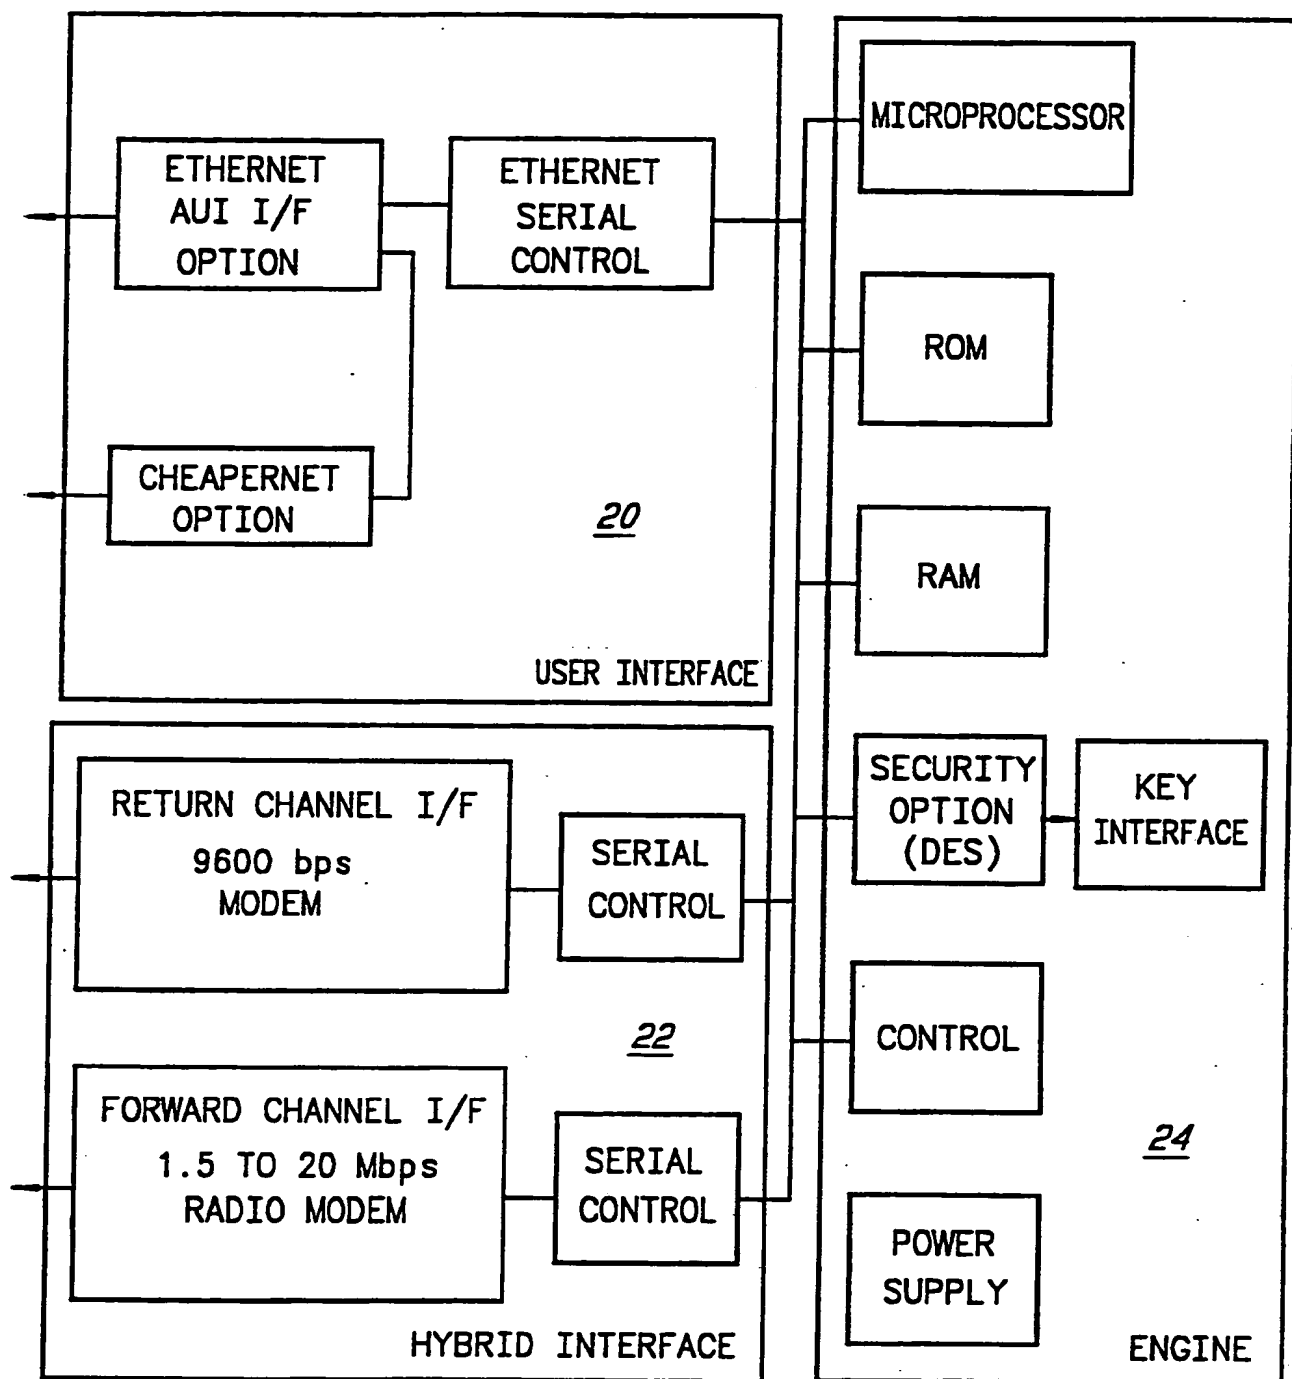 ETHERNET
AUI I/F
OPTION
ETHERNET
SERIAL
CONTROL
CHEAPERNET
OPTION
20
USER INTERFACE
RETURN CHANNEL I/F
9600 bps
MODEM
SERIAL
CONTROL
22
FORWARD CHANNEL I/F
1.5 TO 20 Mbps
RADIO MODEM
SERIAL
CONTROL
HYBRID INTERFACE
MICROPROCESSOR
ROM
RAM
SECURITY
OPTION
(DES)
KEY
INTERFACE
CONTROL
24
POWER
SUPPLY
ENGINE